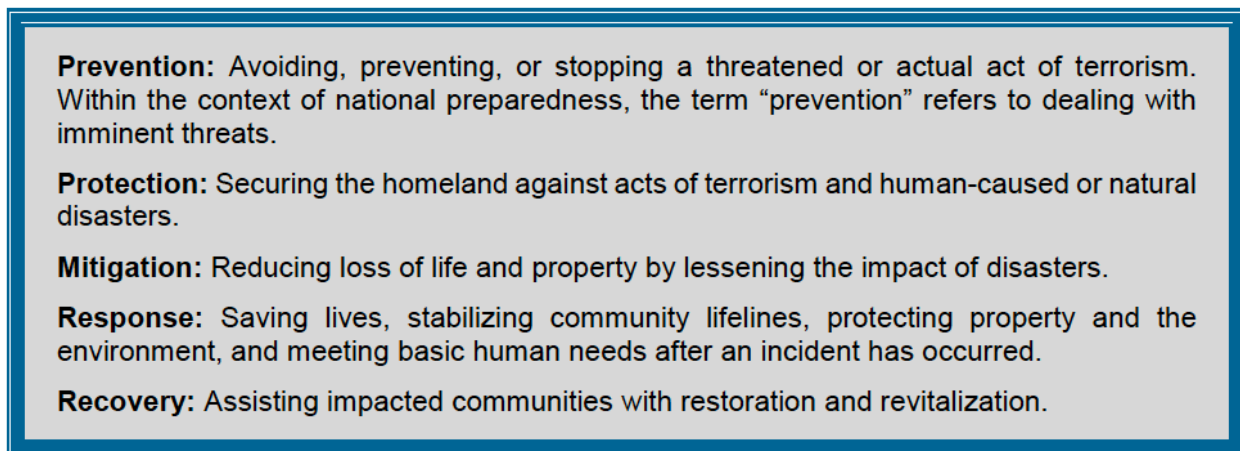 Prevention: Avoiding, preventing, or stopping a threatened or actual act of terrorism.
Within the context of national preparedness, the term “prevention” refers to dealing with
imminent threats.
Protection: Securing the homeland against acts of terrorism and human-caused or natural
disasters.
Mitigation: Reducing loss of life and property by lessening the impact of disasters.
Response: Saving lives, stabilizing community lifelines, protecting property and the
environment, and meeting basic human needs after an incident has occurred.
Recovery: Assisting impacted communities with restoration and revitalization.